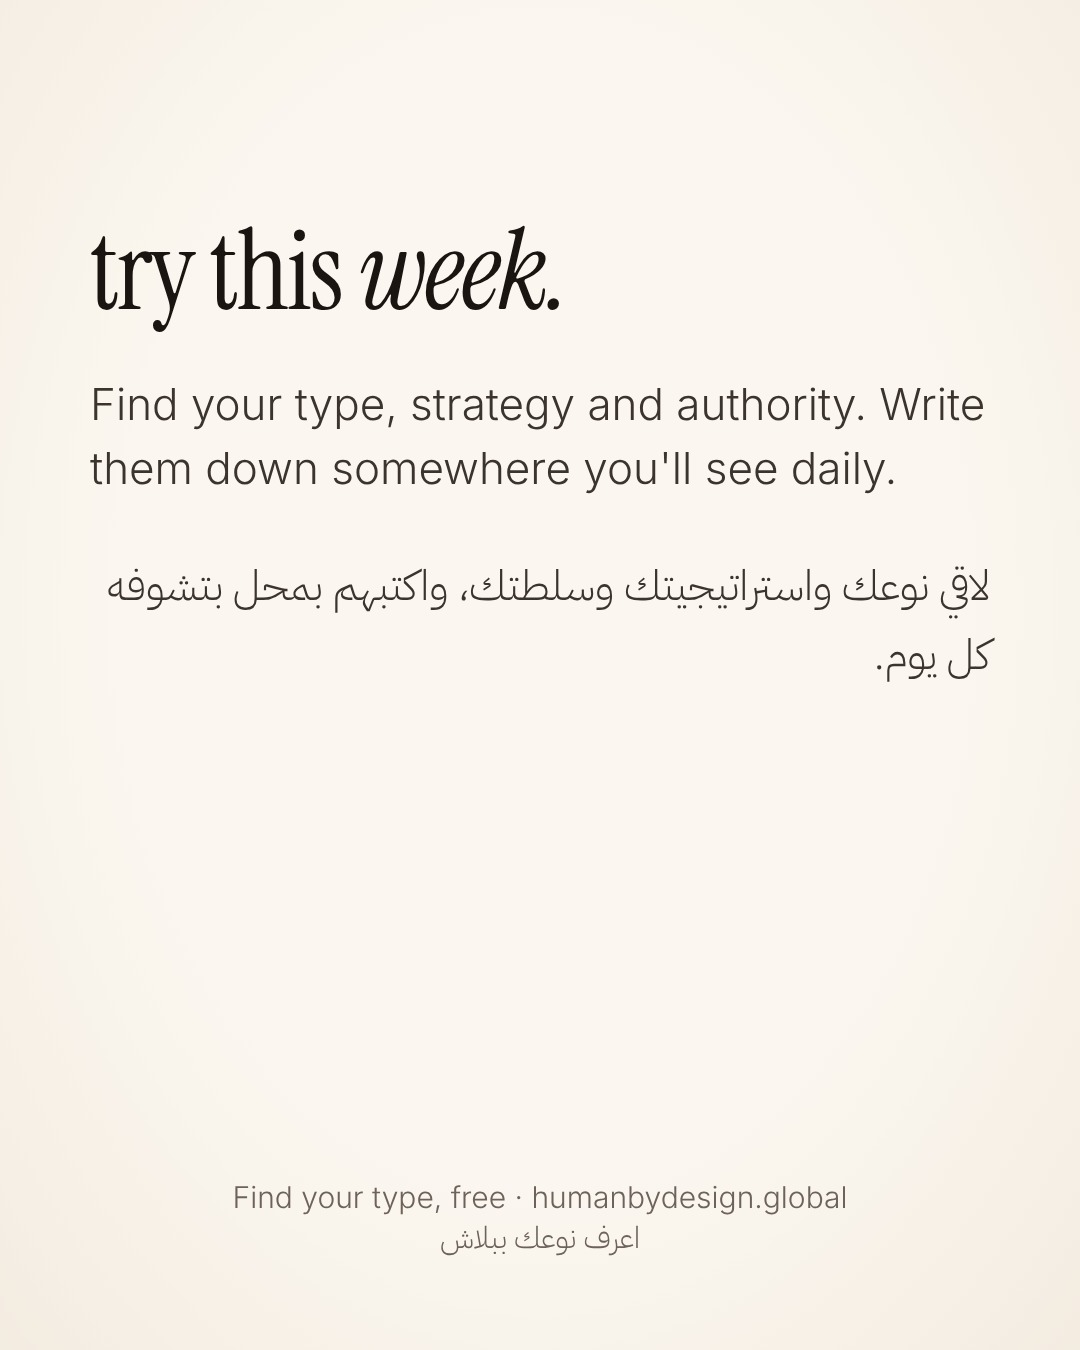 try this week.
Find your type, strategy and authority. Write
them down somewhere you'll see daily.
لاقي نوعك واستراتيجيتك وسلطتك، واكتبهم بمحل بتشوفه
كل يوم.
Find your type, free · humanbydesign.global
اعرف نوعك ببلاش